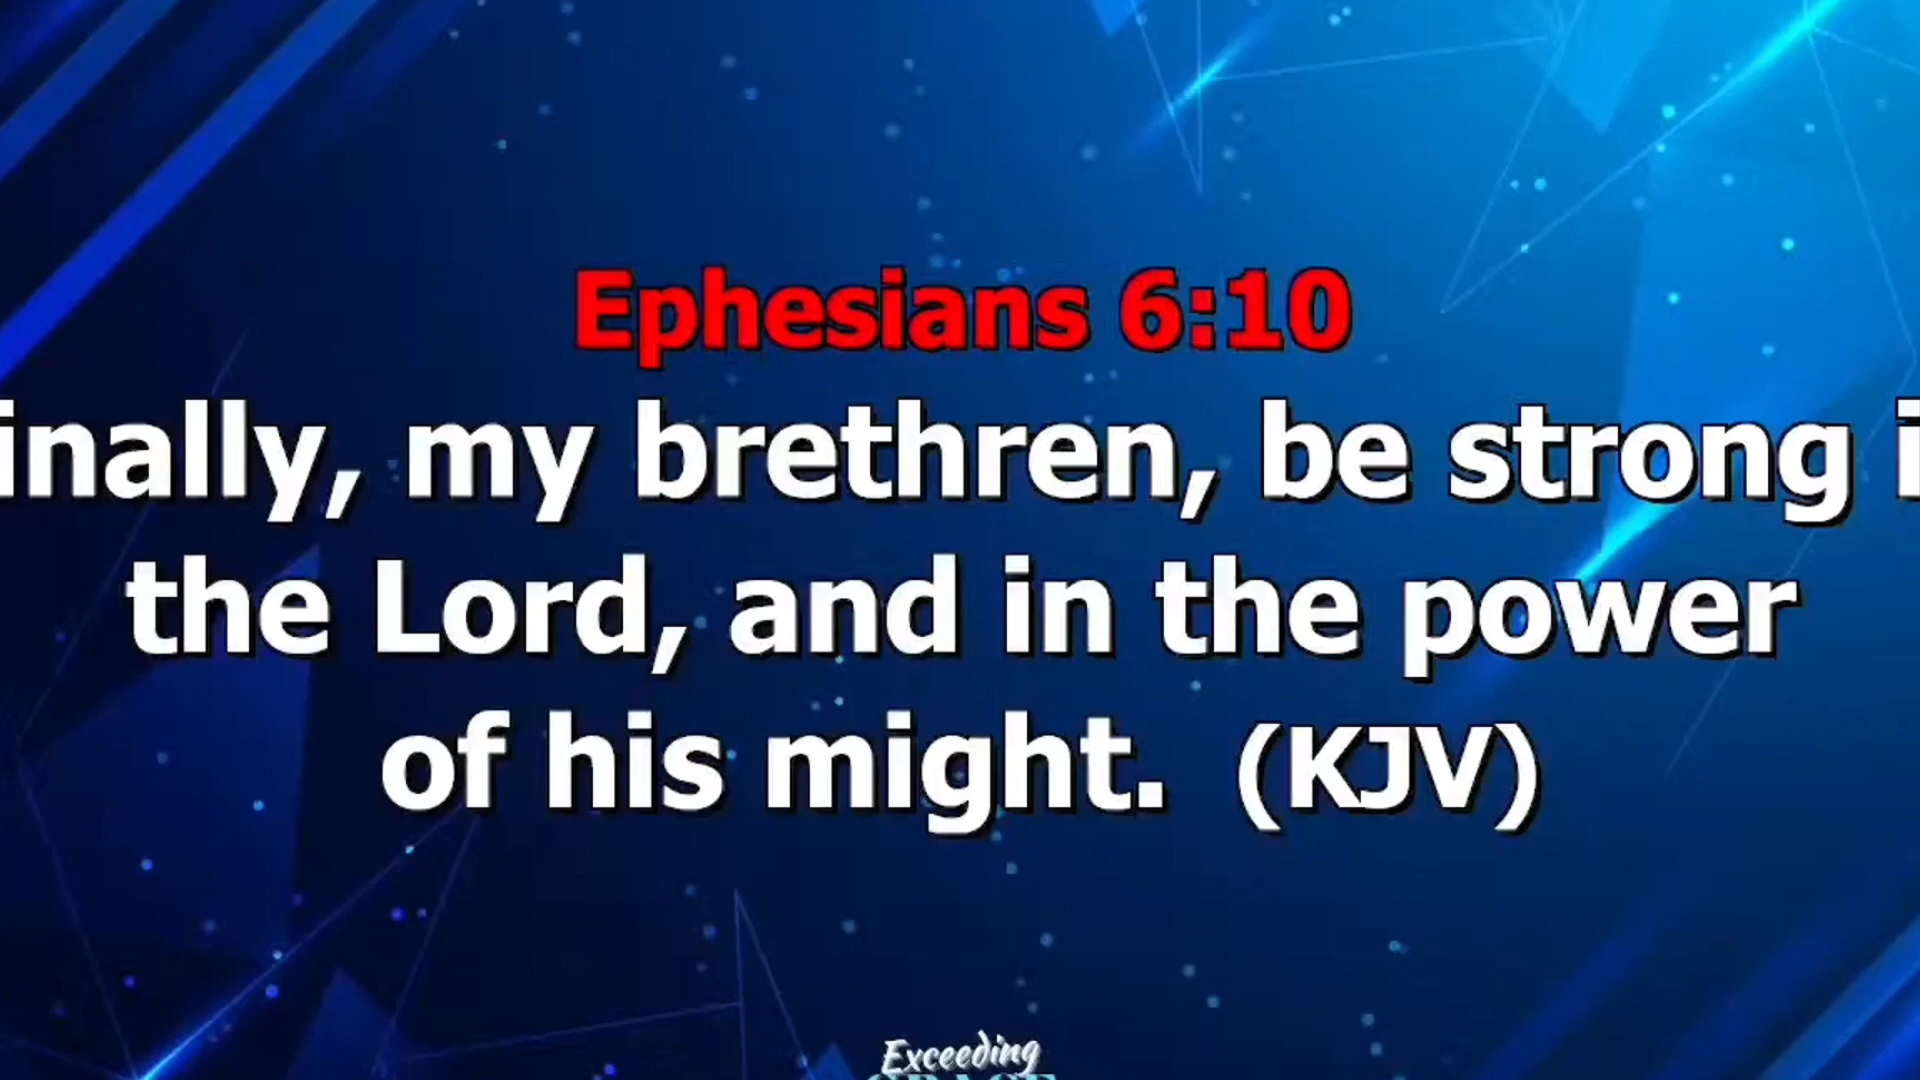 Ephesians 6:10
inally, my brethren, be strong i
the Lord, and in the power
of his might. (KJV)
Exceeding